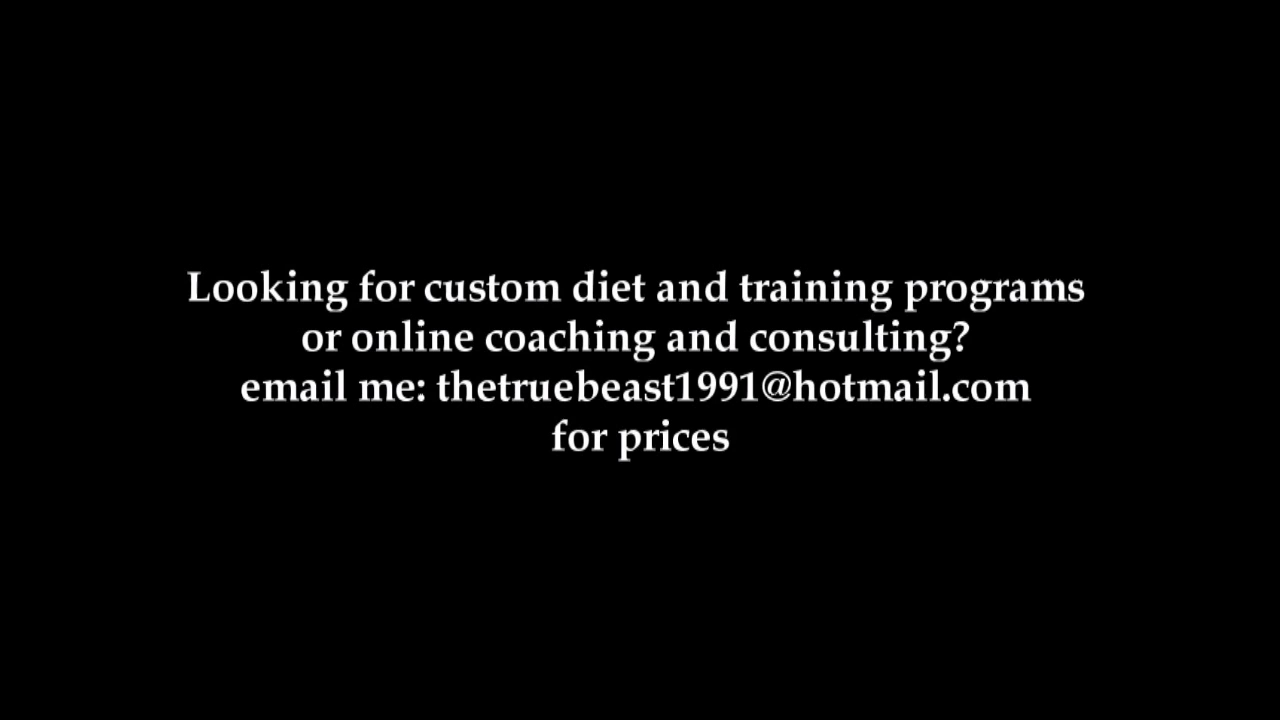 Looking for custom diet and training programs
or online coaching and consulting?
email me: thetruebeast1991@hotmail.com
for prices